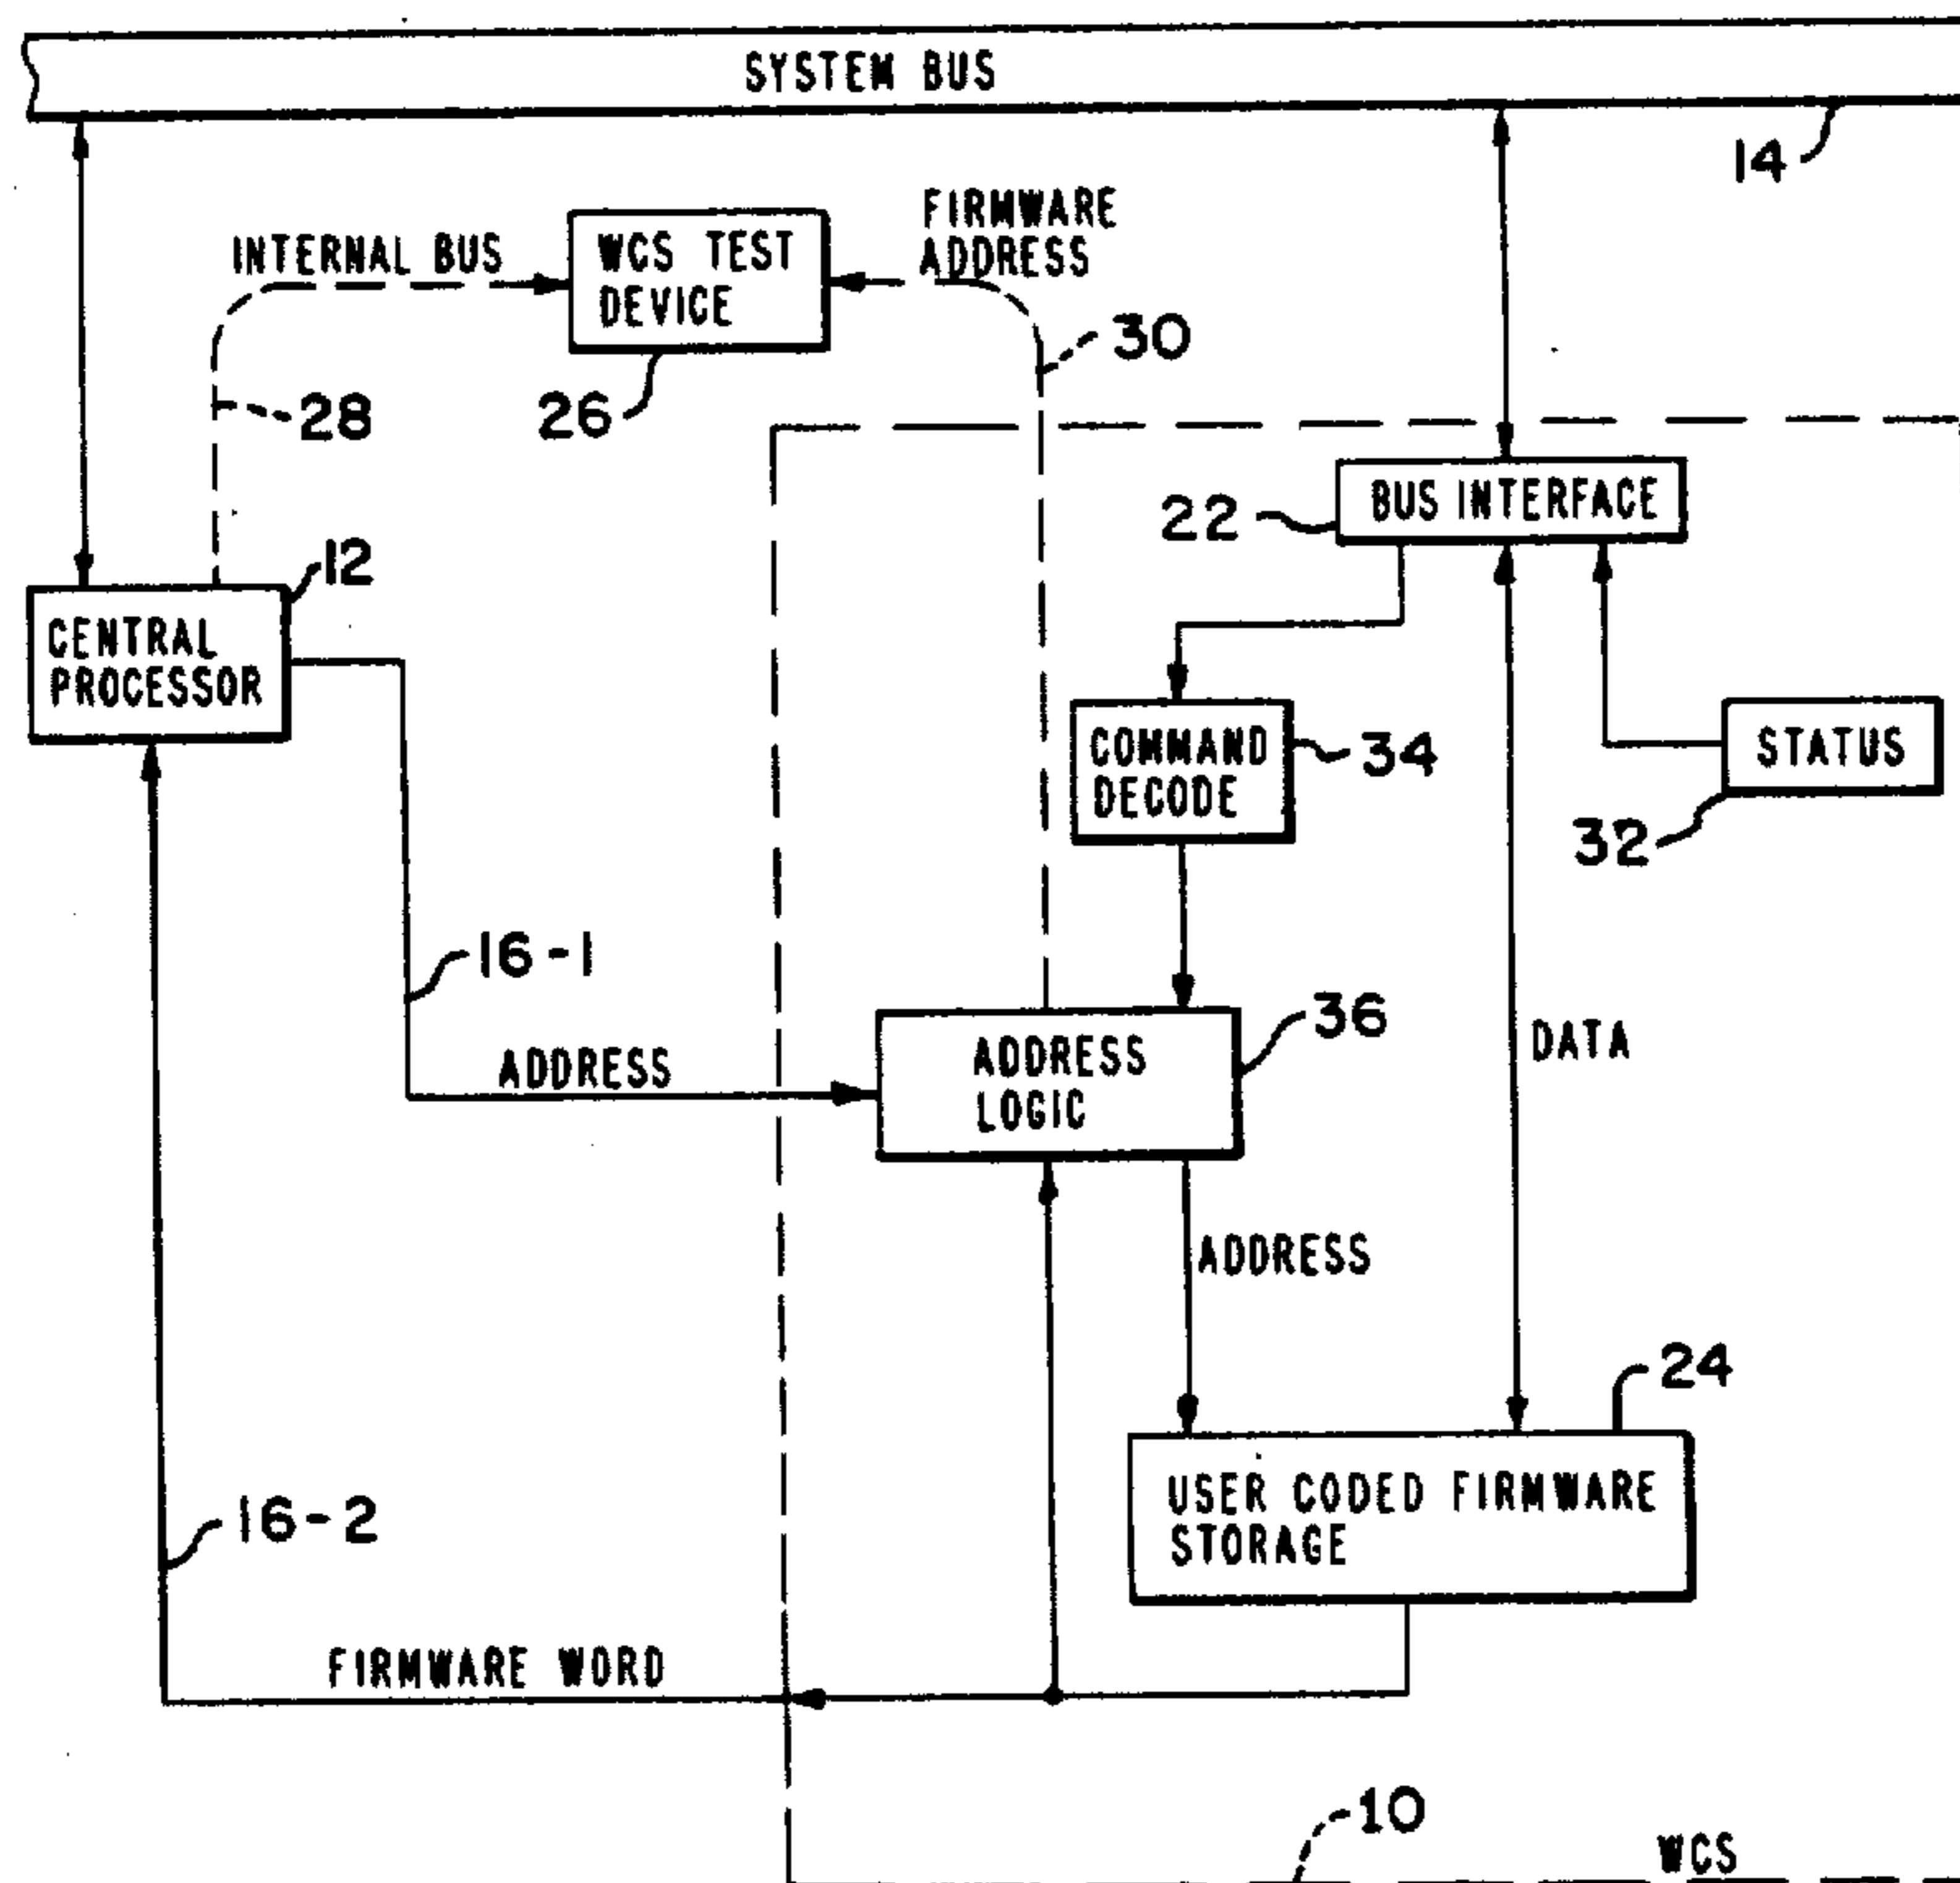 SYSTEM BUS
14
INTERNAL BUS
WCS TEST
DEVICE
FIRMWARE
ADDRESS
30
28
26
BUS INTERFACE
22
12
CENTRAL
PROCESSOR
COMMAND
DECODE
34
STATUS
32
16-1
36
ADDRESS
ADDRESS
LOGIC
DATA
ADDRESS
24
USER CODED FIRMWARE
STORAGE
16-2
FIRMWARE WORD
10
WCS